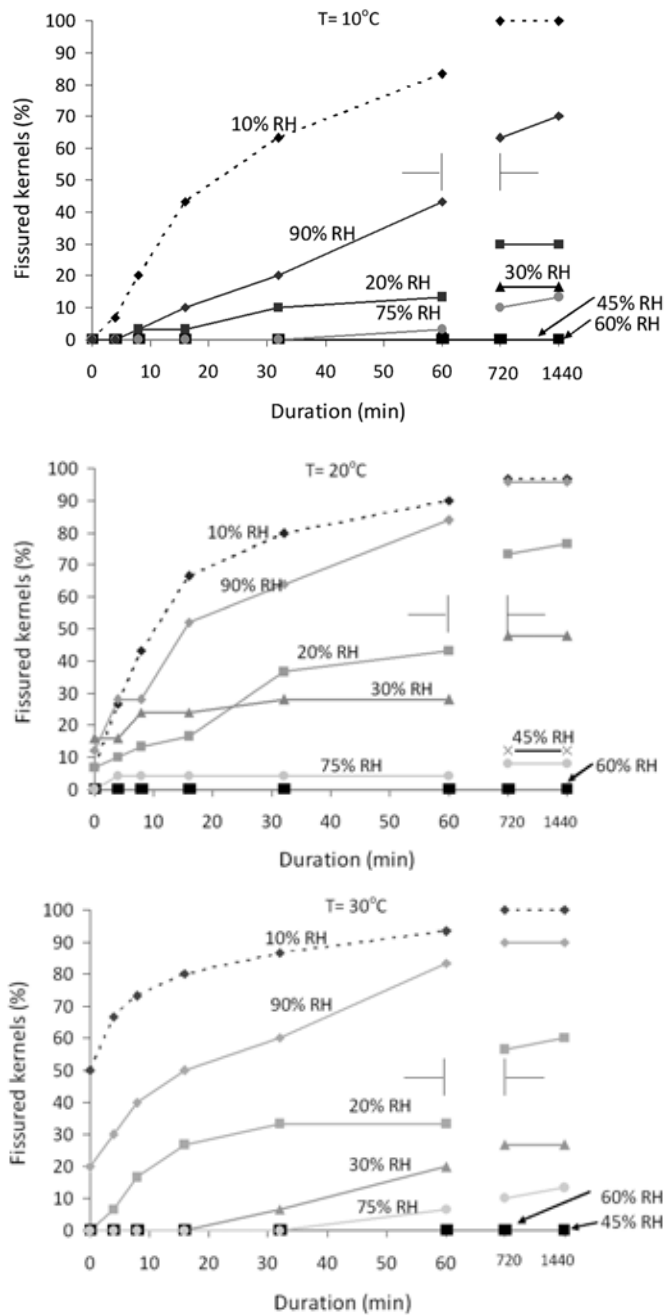 T= 10°C
Fissured kernels (%)
100
90
80
70
60
50
40
30
20
10
0
10% RH
90% RH
20% RH
75% RH
30% RH
45% RH
60% RH
0 10 20 30 40 50 60 720 1440
Duration (min)
T= 20°C
Fissured kernels (%)
100
90
80
70
60
50
40
30
20
10
0
10% RH
90% RH
20% RH
30% RH
75% RH
45% RH
60% RH
0 10 20 30 40 50 60 720 1440
Duration (min)
T= 30°C
Fissured kernels (%)
100
90
80
70
60
50
40
30
20
10
0
10% RH
90% RH
20% RH
30% RH
75% RH
60% RH
45% RH
0 10 20 30 40 50 60 720 1440
Duration (min)